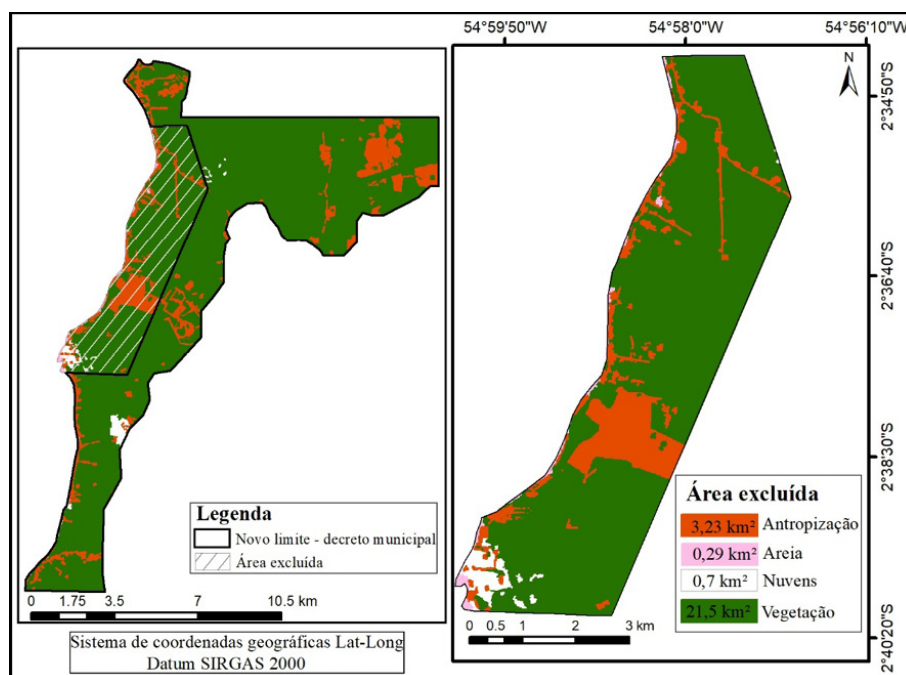 54°59'50"W 54°58'0"W 54°56'10"W
N
2°34'50"S
2°36'40"S
2°38'30"S
2°40'20"S
Legenda
Novo limite - decreto municipal
Área excluída
0 1.75 3.5 7 10.5 km
Sistema de coordenadas geográficas Lat-Long
Datum SIRGAS 2000
Área excluída
3,23 km² Antropização
0,29 km² Areia
0,7 km² Nuvens
21,5 km² Vegetação
0 0.5 1 2 3 km